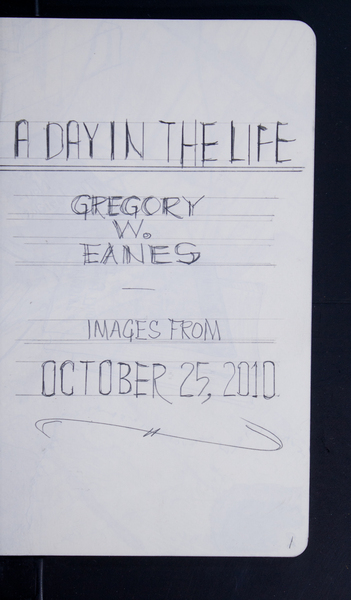 A DAY IN THE LIFE
GREGORY
W.
EANES
IMAGES FROM
OCTOBER 25, 2010
1